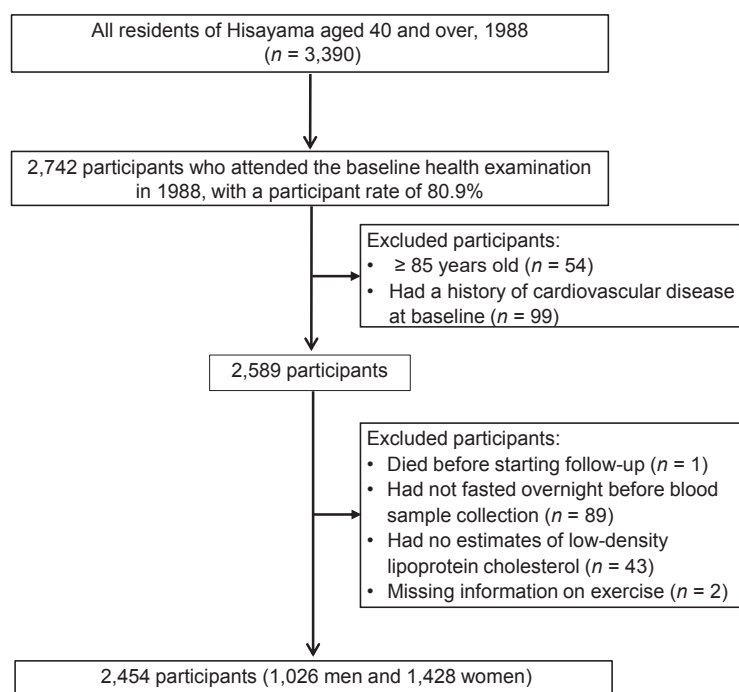 All residents of Hisayama aged 40 and over, 1988
(n = 3,390)
2,742 participants who attended the baseline health examination
in 1988, with a participant rate of 80.9%
Excluded participants:
• ≥ 85 years old (n = 54)
• Had a history of cardiovascular disease
at baseline (n = 99)
2,589 participants
Excluded participants:
• Died before starting follow-up (n = 1)
• Had not fasted overnight before blood
sample collection (n = 89)
• Had no estimates of low-density
lipoprotein cholesterol (n = 43)
• Missing information on exercise (n = 2)
2,454 participants (1,026 men and 1,428 women)